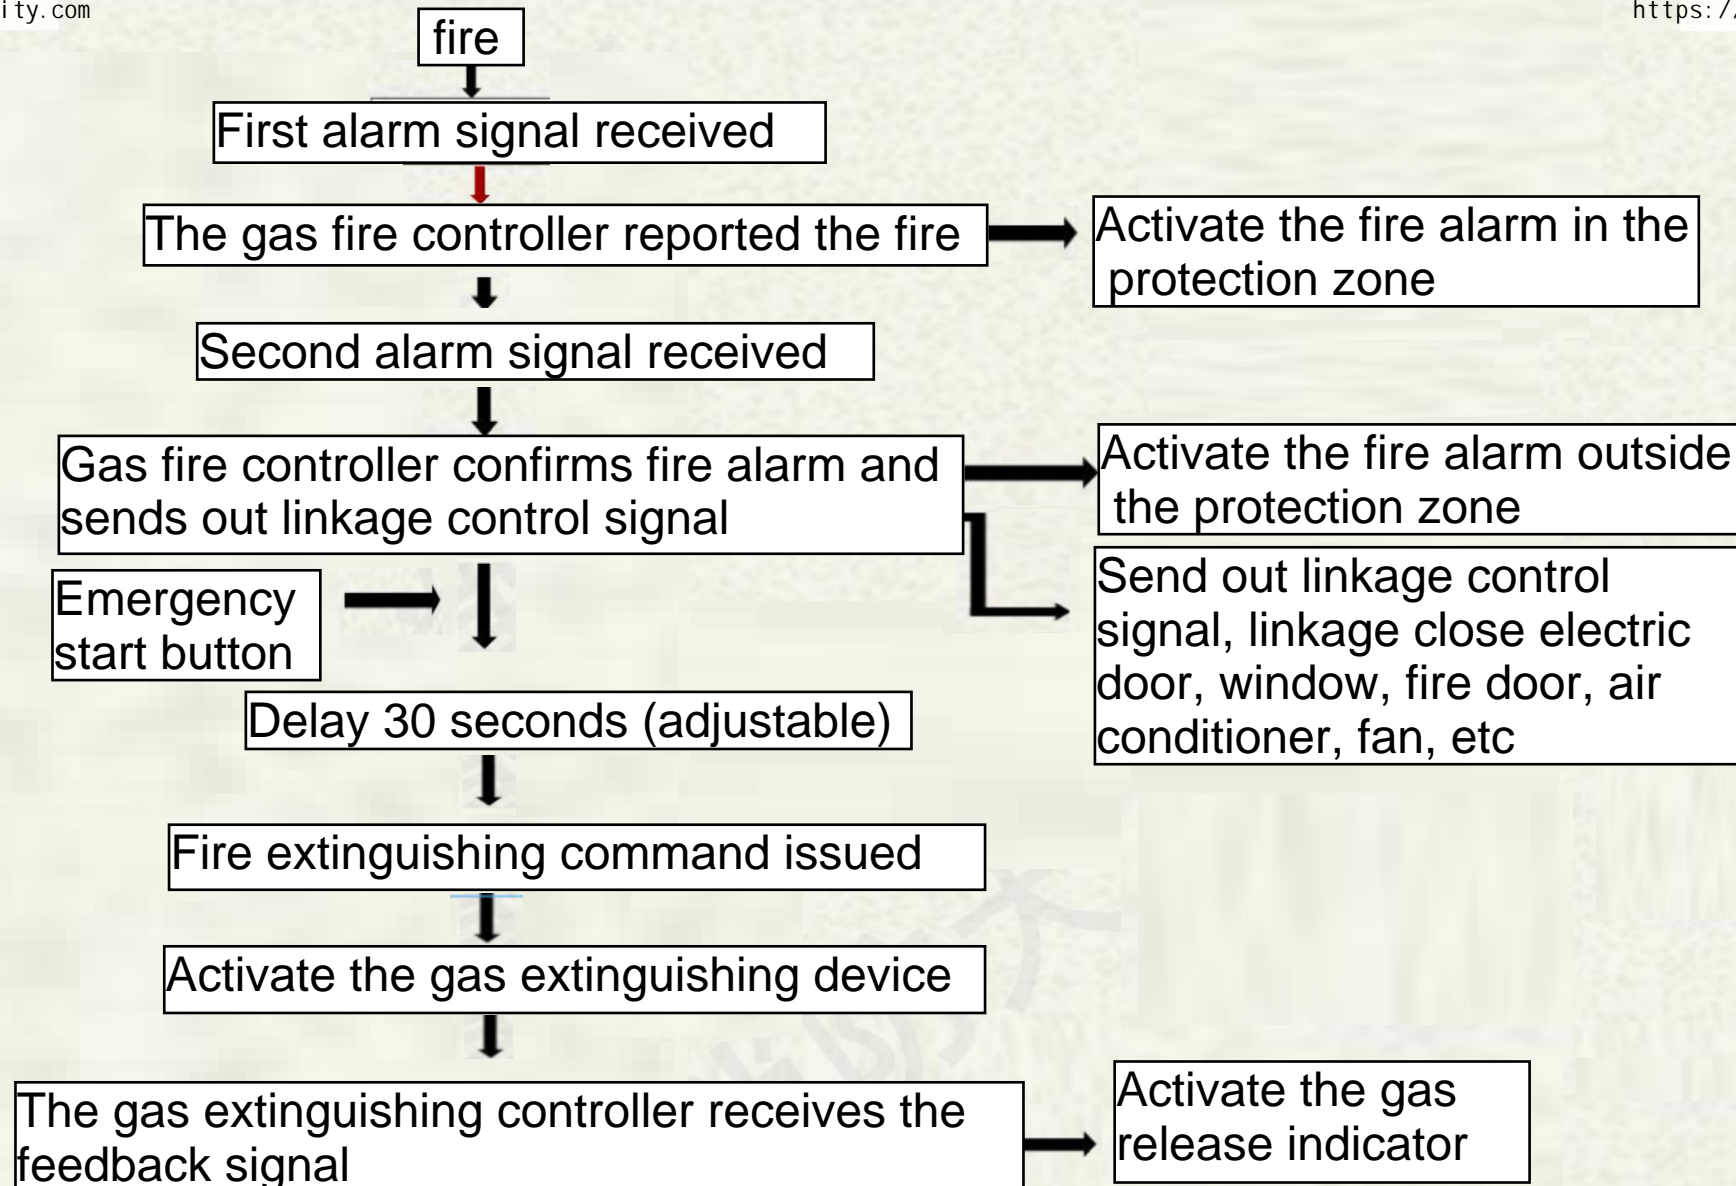 ity.com
https:/
fire
First alarm signal received
The gas fire controller reported the fire
Activate the fire alarm in the
protection zone
Second alarm signal received
Gas fire controller confirms fire alarm and
sends out linkage control signal
Activate the fire alarm outside
the protection zone
Emergency
start button
Send out linkage control
signal, linkage close electric
door, window, fire door, air
conditioner, fan, etc
Delay 30 seconds (adjustable)
Fire extinguishing command issued
Activate the gas extinguishing device
The gas extinguishing controller receives the
feedback signal
Activate the gas
release indicator